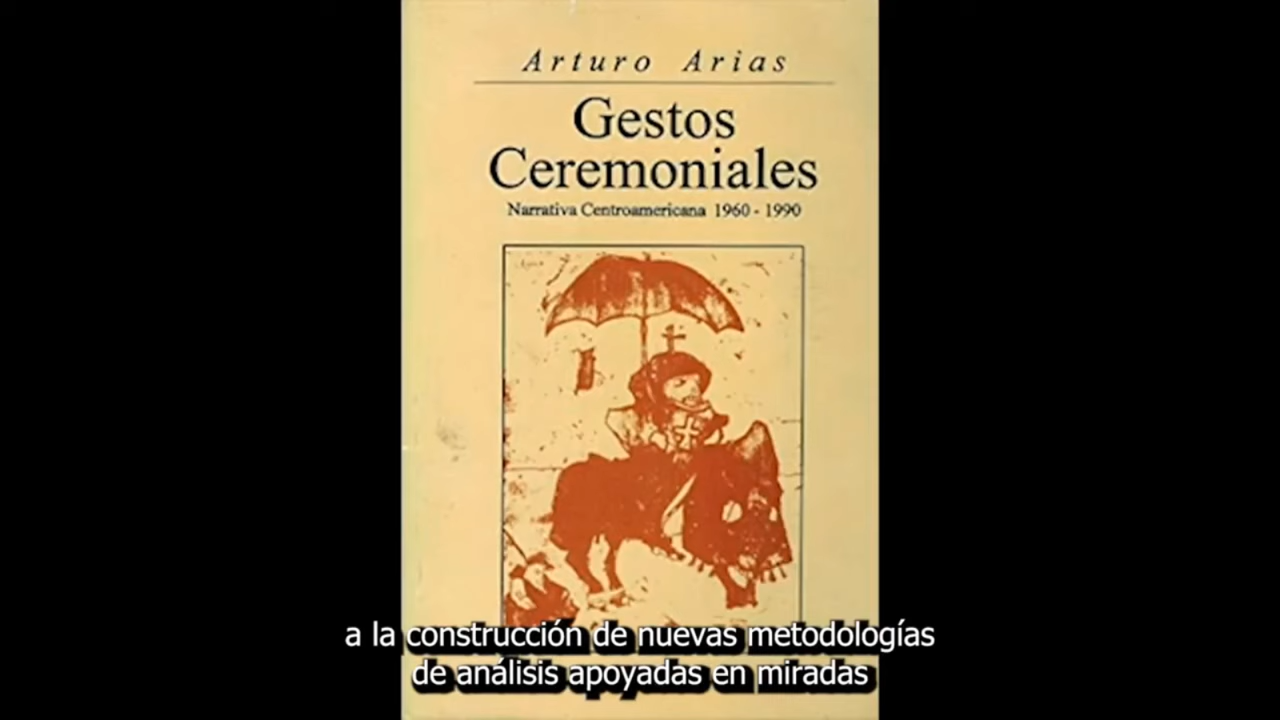 Arturo Arias
Gestos
Ceremoniales
Narrativa Centroamericana 1960 - 1990
a la construcción de nuevas metodologías
de análisis apoyadas en miradas